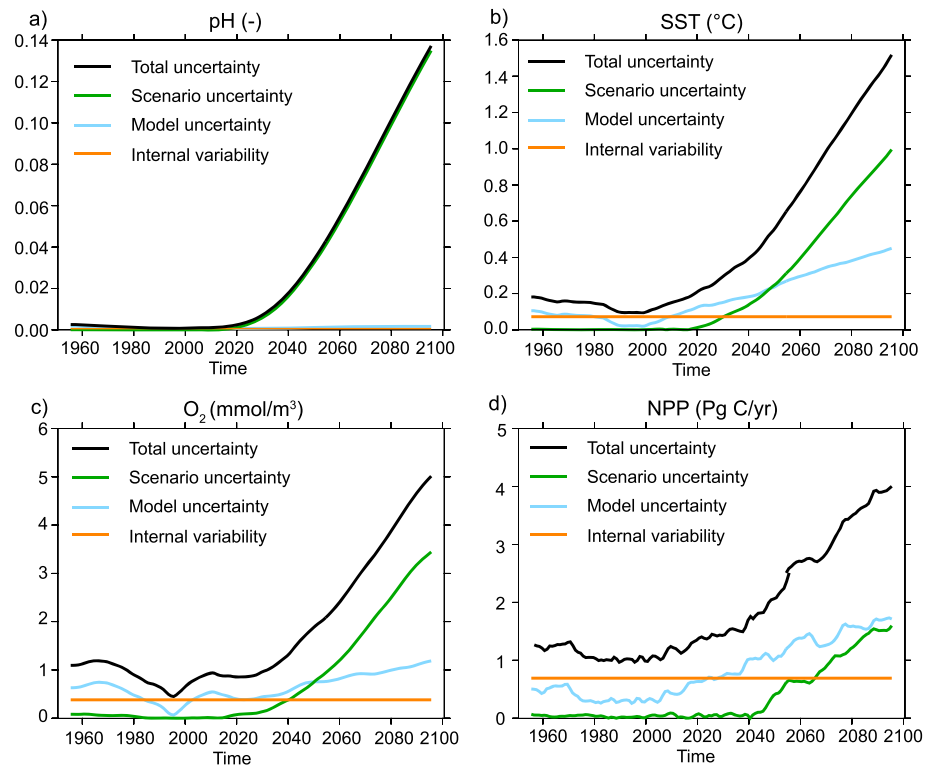 a)
pH (-)
0.14
0.12
0.10
0.08
0.06
0.04
0.02
0.00
Total uncertainty
Scenario uncertainty
Model uncertainty
Internal variability
1960 1980 2000 2020 2040 2060 2080 2100
Time
b)
SST (°C)
1.6
1.4
1.2
1.0
0.8
0.6
0.4
0.2
0.0
Total uncertainty
Scenario uncertainty
Model uncertainty
Internal variability
1960 1980 2000 2020 2040 2060 2080 2100
Time
c)
O2 (mmol/m³)
6
5
4
3
2
1
0
Total uncertainty
Scenario uncertainty
Model uncertainty
Internal variability
1960 1980 2000 2020 2040 2060 2080 2100
Time
d)
NPP (Pg C/yr)
5
4
3
2
1
0
Total uncertainty
Scenario uncertainty
Model uncertainty
Internal variability
1960 1980 2000 2020 2040 2060 2080 2100
Time